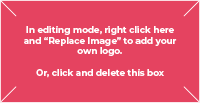 In editing mode, right click here
and “Replace Image” to add your
own logo.
Or, click and delete this box